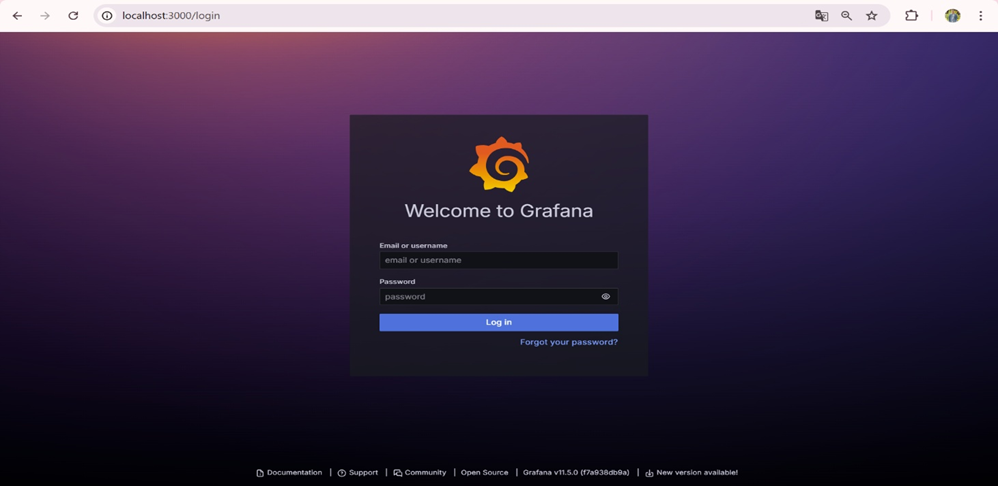 localhost:3000/login
Welcome to Grafana
Email or username
email or username
Password
password
Log in
Forgot your password?
Documentation | Support | Community | Open Source | Grafana v11.5.0 (f7a938db9a) | New version available!